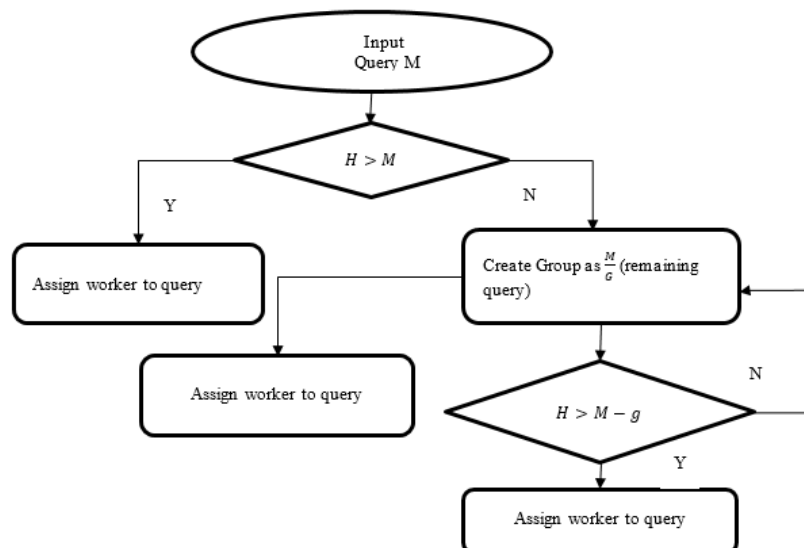 Input
Query M
H > M
Y
N
Assign worker to query
Create Group as M/G (remaining
query)
Assign worker to query
N
H > M − g
Y
Assign worker to query